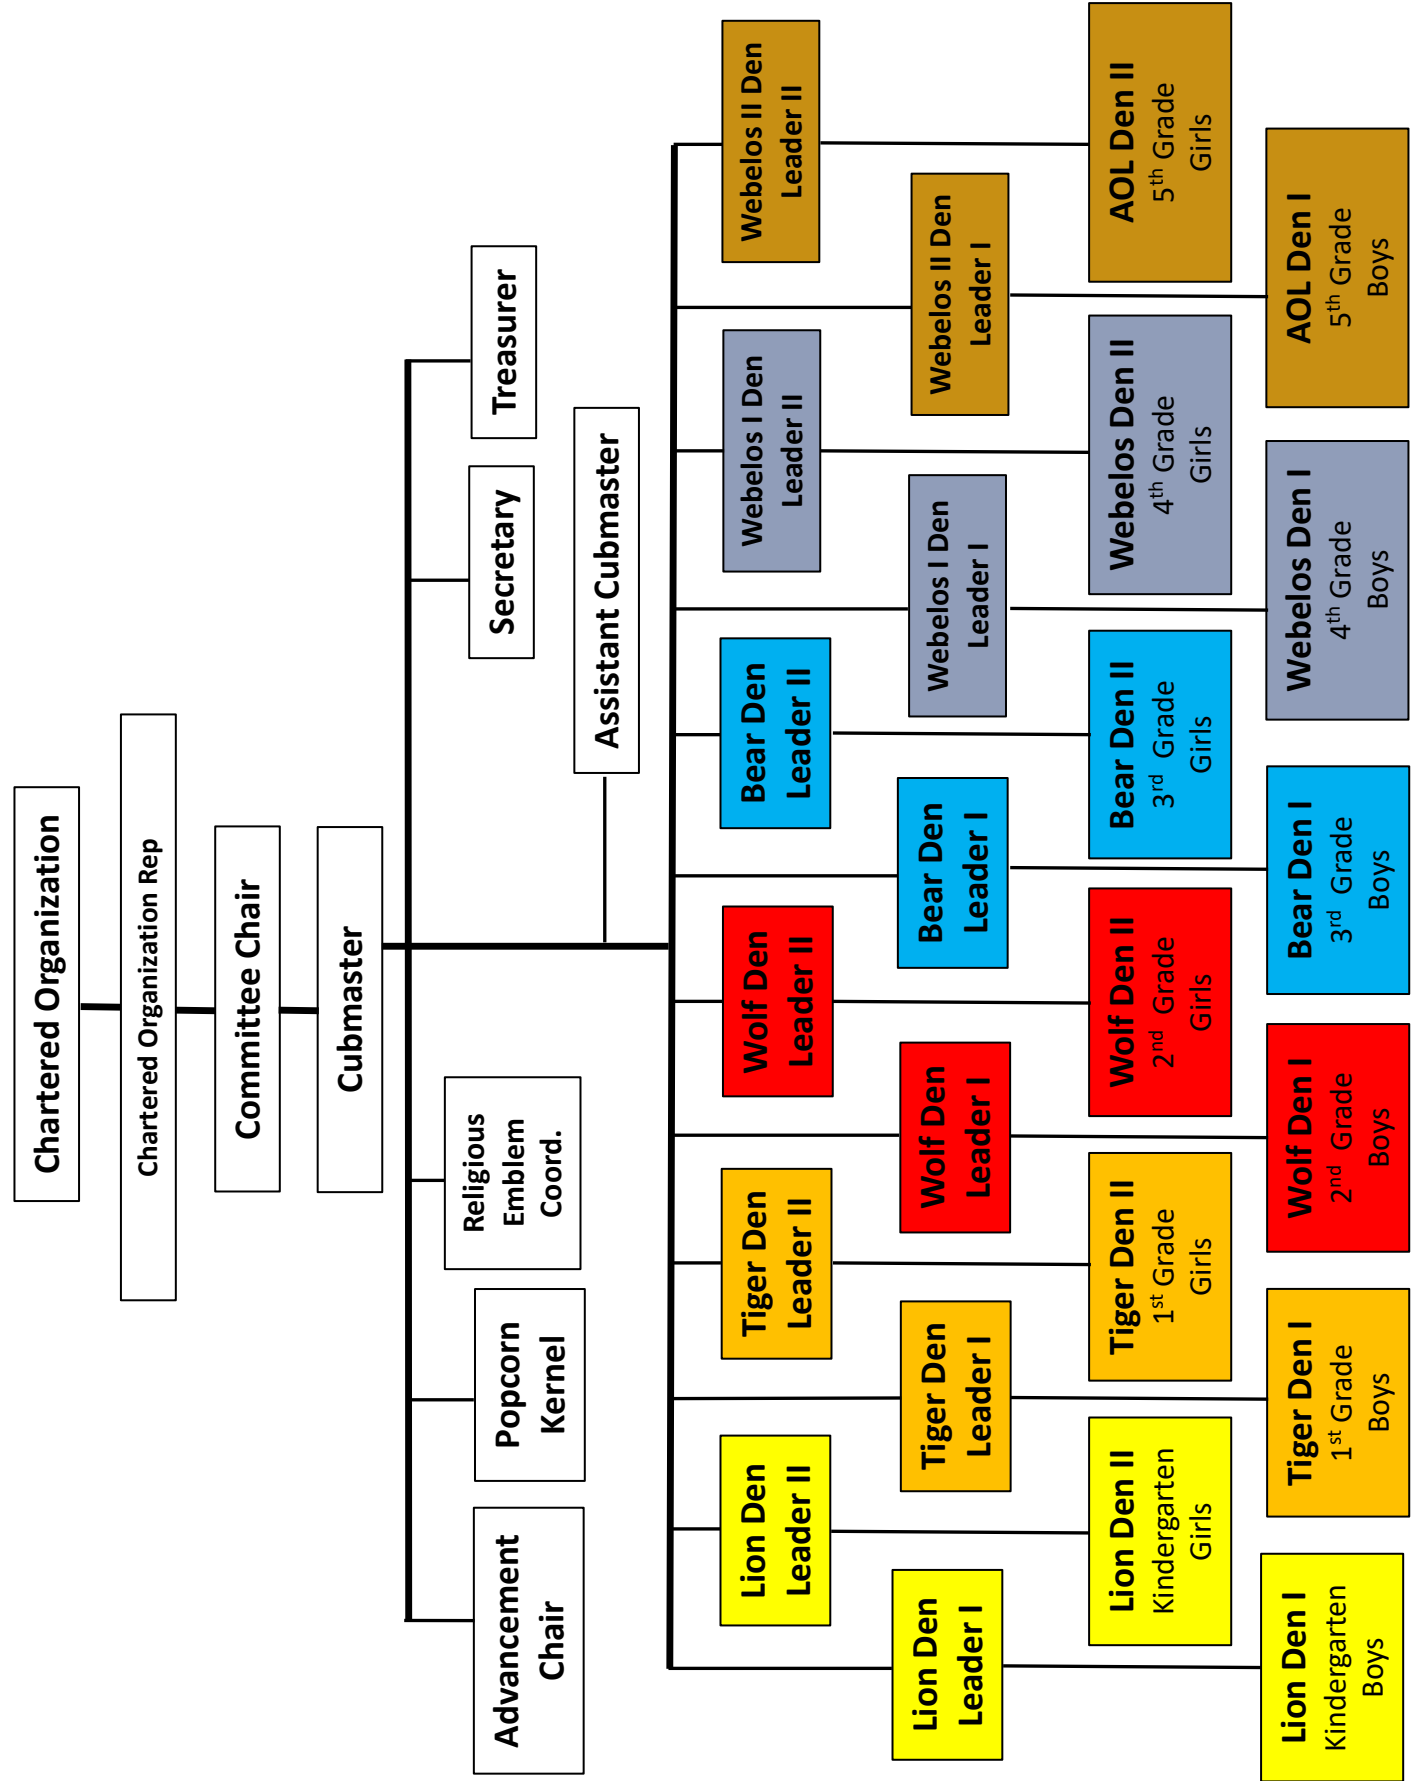 Chartered Organization
Chartered Organization Rep
Committee Chair
Cubmaster
Advancement
Chair
Popcorn
Kernel
Religious
Emblem
Coord.
Secretary
Treasurer
Assistant Cubmaster
Lion Den
Leader II
Tiger Den
Leader II
Wolf Den
Leader II
Bear Den
Leader II
Webelos I Den
Leader II
Webelos II Den
Leader II
Lion Den
Leader I
Tiger Den
Leader I
Wolf Den
Leader I
Bear Den
Leader I
Webelos I Den
Leader I
Webelos II Den
Leader I
Lion Den II
Kindergarten
Girls
Tiger Den II
1st Grade
Girls
Wolf Den II
2nd Grade
Girls
Bear Den II
3rd Grade
Girls
Webelos Den II
4th Grade
Girls
AOL Den II
5th Grade
Girls
Lion Den I
Kindergarten
Boys
Tiger Den I
1st Grade
Boys
Wolf Den I
2nd Grade
Boys
Bear Den I
3rd Grade
Boys
Webelos Den I
4th Grade
Boys
AOL Den I
5th Grade
Boys